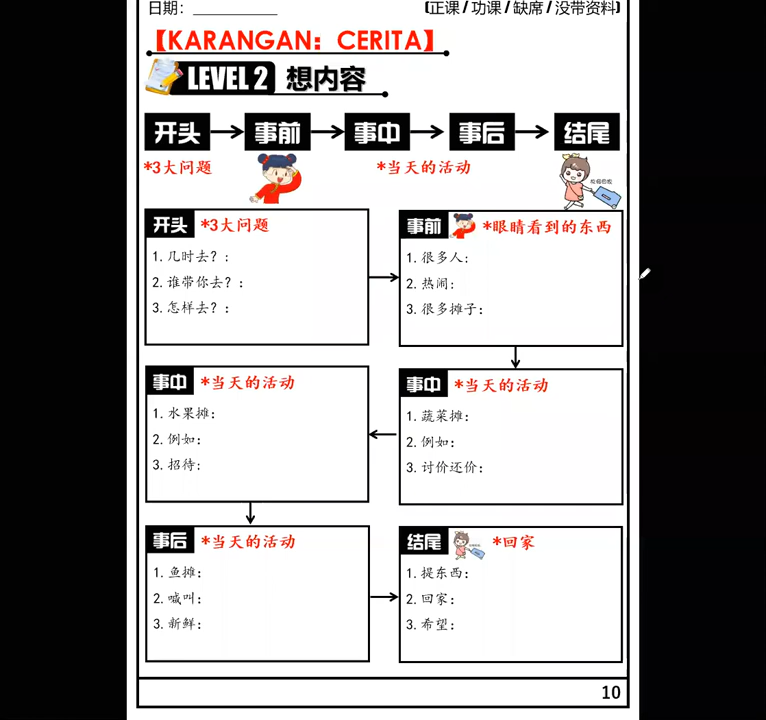 日期：__________ (正课 / 功课 / 缺席 / 没带资料)
【KARANGAN: CERITA】
LEVEL 2 想内容
开头 事前 事中 事后 结尾
*3大问题 *当天的活动
开头 *3大问题
1.几时去？:
2.谁带你去？:
3.怎样去？:
事前 *眼睛看到的东西
1.很多人:
2.热闹:
3.很多摊子:
事中 *当天的活动
1.蔬菜摊:
2.例如:
3.讨价还价:
事中 *当天的活动
1.水果摊:
2.例如:
3.招待:
事后 *当天的活动
1.鱼摊:
2.喊叫:
3.新鲜:
结尾 *回家
1.提东西:
2.回家:
3.希望:
10